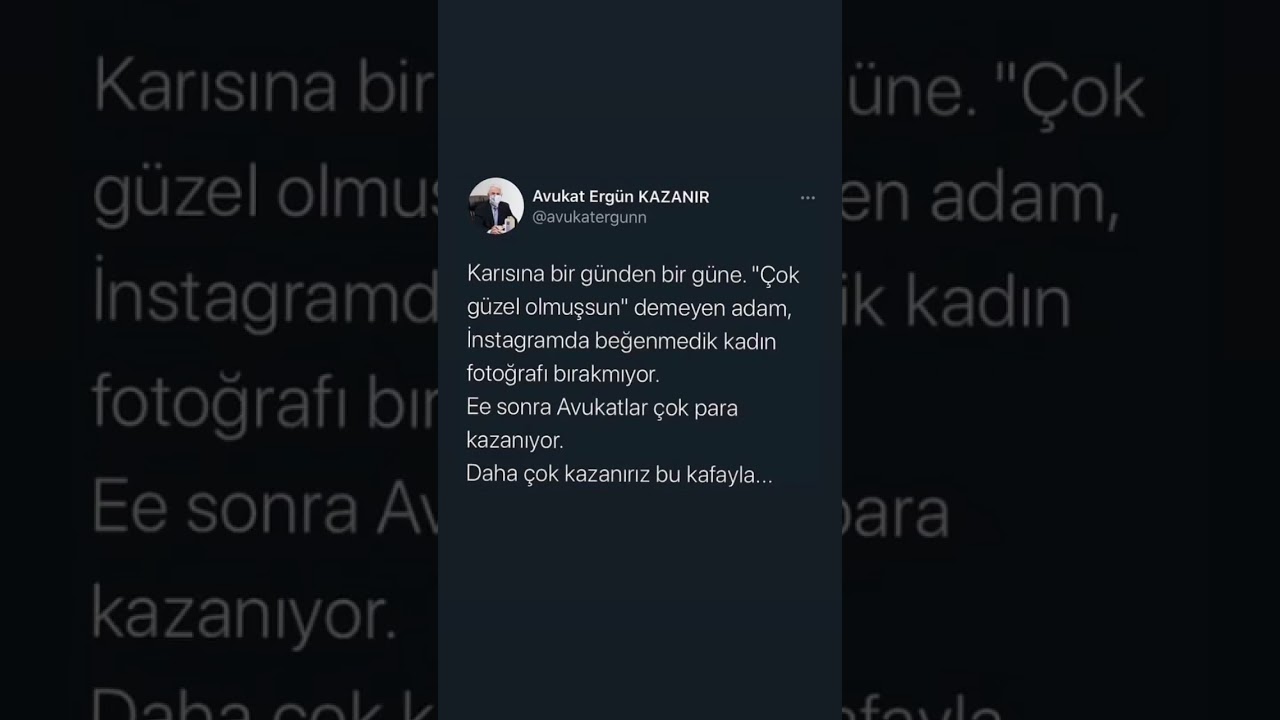 Avukat Ergün KAZANIR
@avukatergunn
Karısına bir günden bir güne. "Çok
güzel olmuşsun" demeyen adam,
İnstagramda beğenmedik kadın
fotoğrafı bırakmıyor.
Ee sonra Avukatlar çok para
kazanıyor.
Daha çok kazanırız bu kafayla...